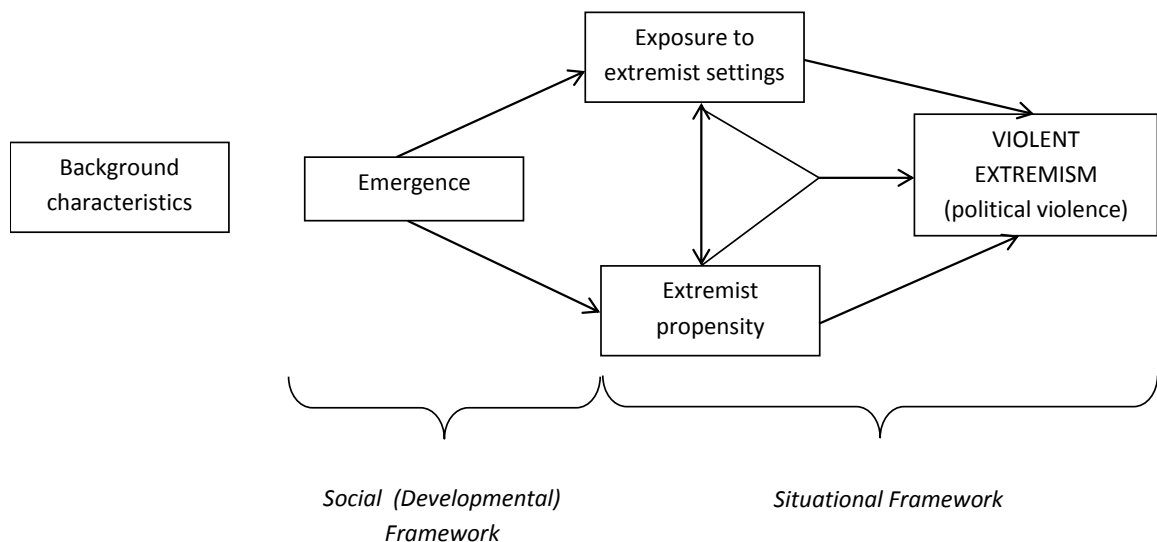 Exposure to
extremist settings
Background
characteristics
Emergence
VIOLENT
EXTREMISM
(political violence)
Extremist
propensity
Social (Developmental)
Framework
Situational Framework